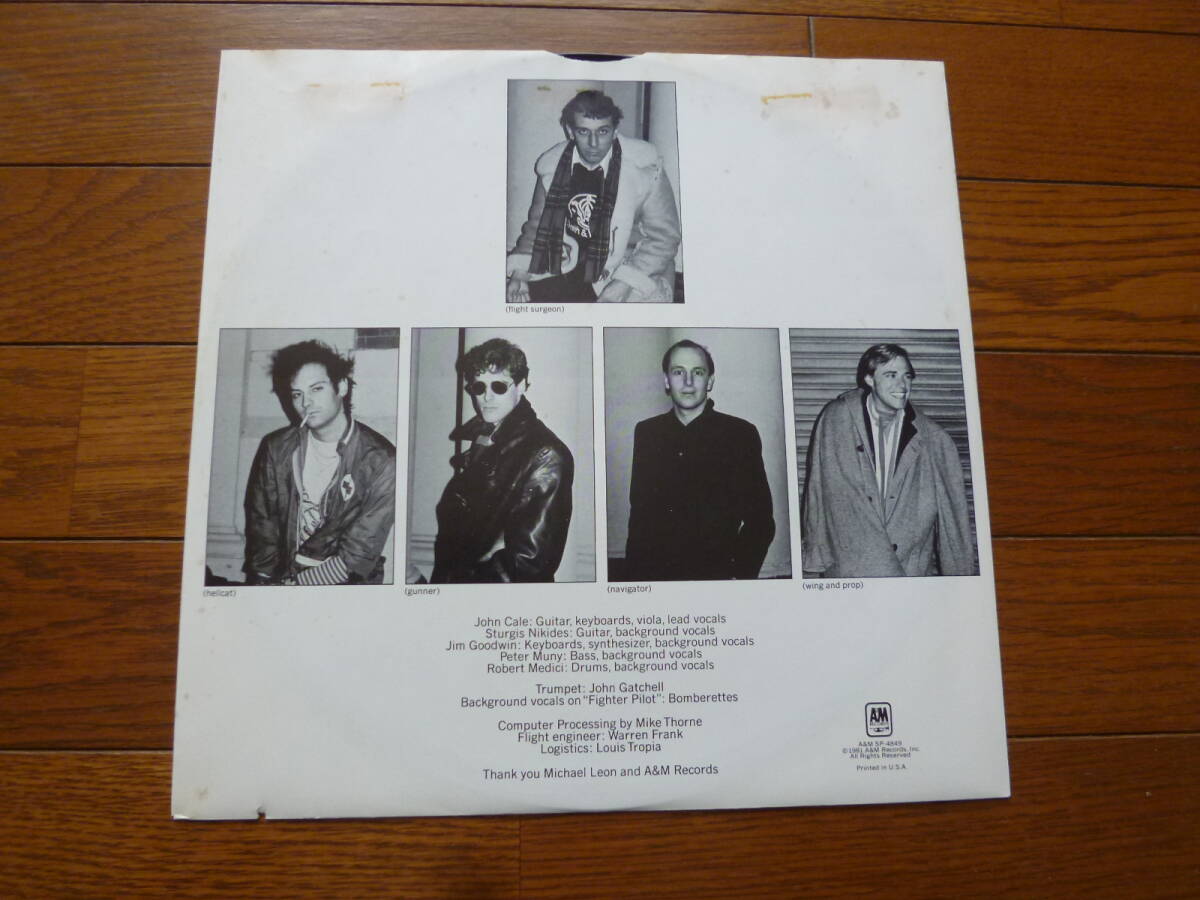 (flight surgeon)
(hellcat)
(gunner)
(navigator)
(wing and prop)
John Cale: Guitar, keyboards, viola, lead vocals
Sturgis Nikides: Guitar, background vocals
Jim Goodwin: Keyboards, synthesizer, background vocals
Peter Muny: Bass, background vocals
Robert Medici: Drums, background vocals
Trumpet: John Gatchell
Background vocals on "Fighter Pilot": Bomberettes
Computer Processing by Mike Thorne
Flight engineer: Warren Frank
Logistics: Louis Tropia
Thank you Michael Leon and A&M Records
A&M
A&M SP-4849
©1981 A&M Records, Inc.
All Rights Reserved
Printed in U.S.A.